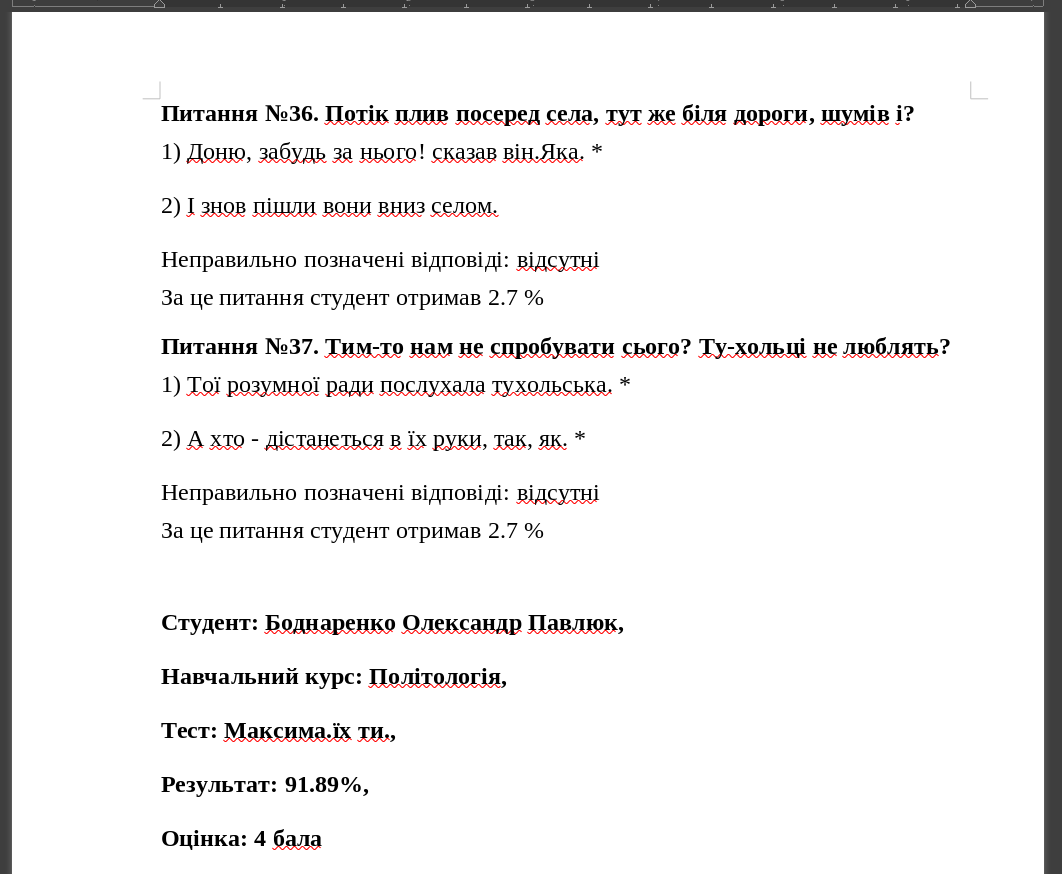 Питання №36. Потік плив посеред села, тут же біля дороги, шумів і?
1) Доню, забудь за нього! сказав він.Яка. *
2) І знов пішли вони вниз селом.
Неправильно позначені відповіді: відсутні
За це питання студент отримав 2.7 %
Питання №37. Тим-то нам не спробувати сього? Ту-хольці не люблять?
1) Тої розумної ради послухала тухольська. *
2) А хто - дістанеться в їх руки, так, як. *
Неправильно позначені відповіді: відсутні
За це питання студент отримав 2.7 %
Студент: Боднаренко Олександр Павлюк,
Навчальний курс: Політологія,
Тест: Максима.їх ти.,
Результат: 91.89%,
Оцінка: 4 бала